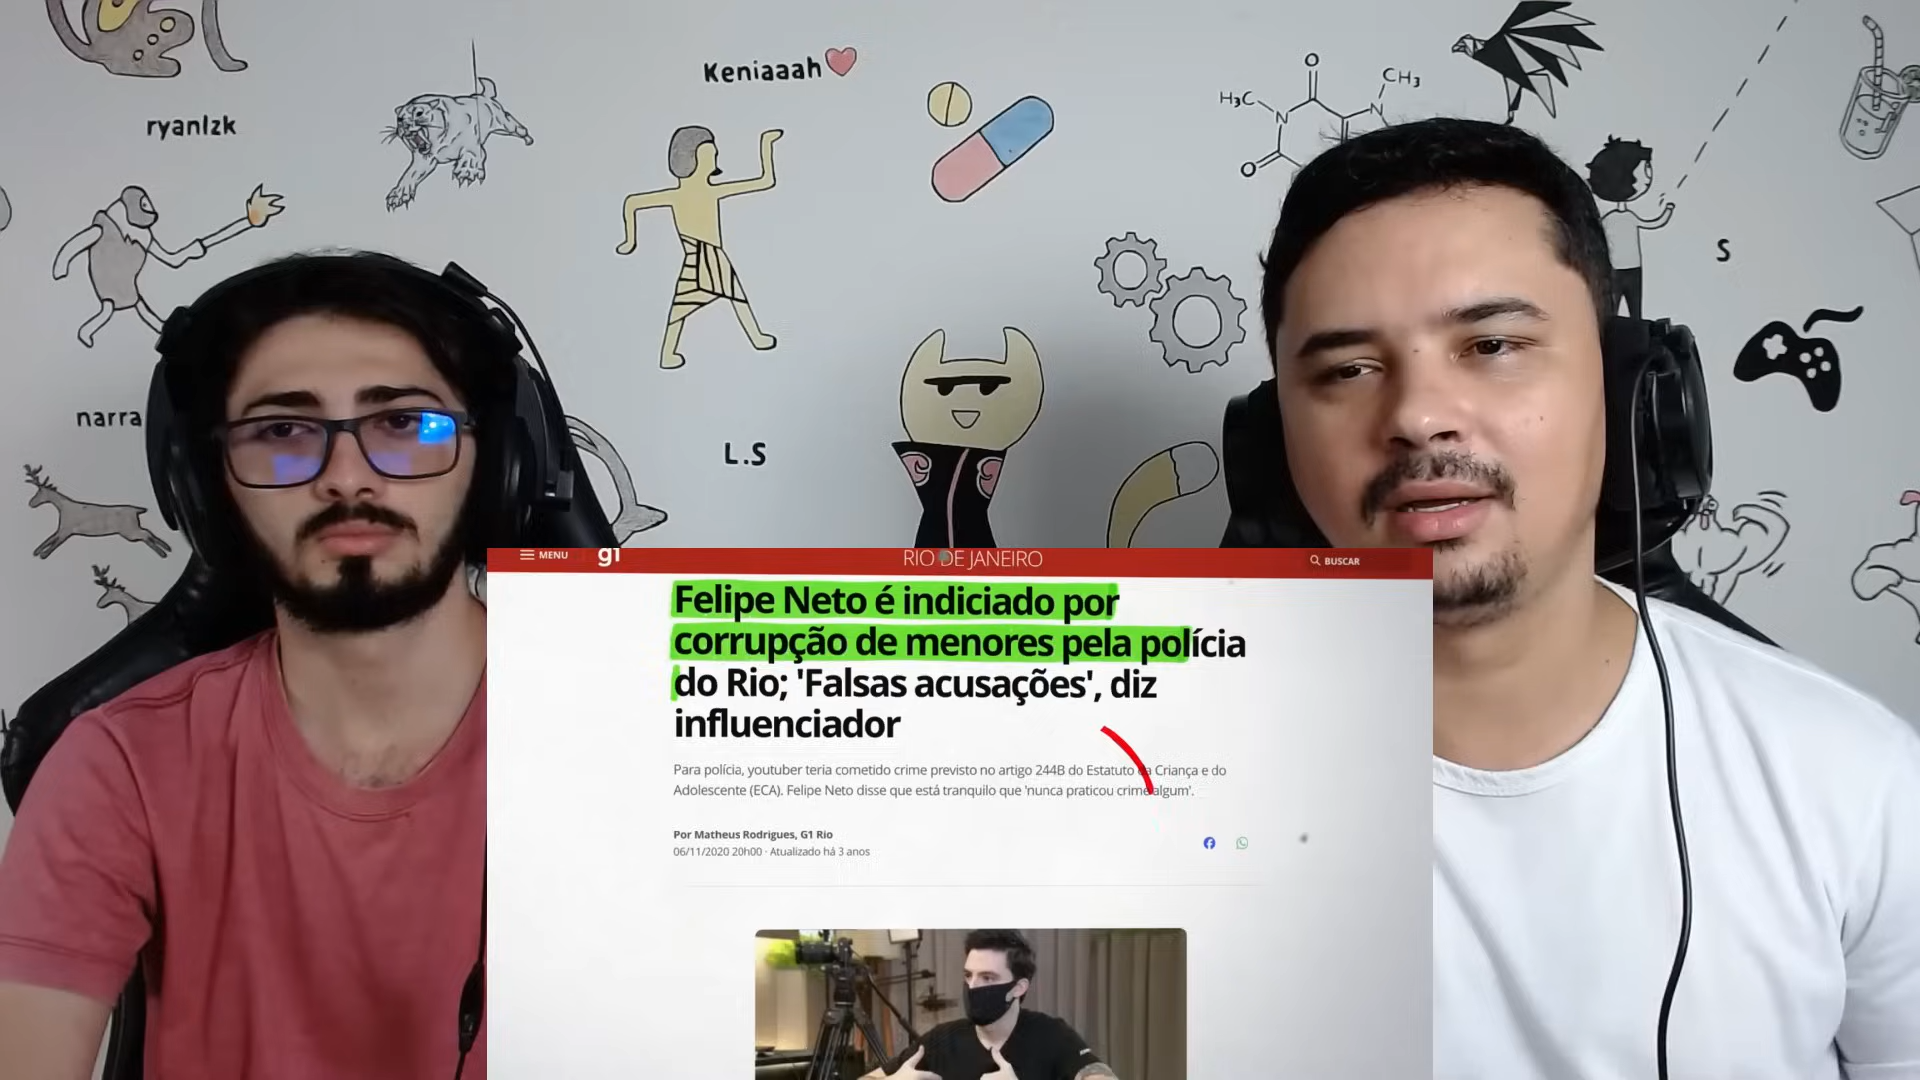 Keniaaah
ryanlzk
H₃C
O
CH₃
N
N
O
S
narra
L.S
MENU
g1
RIO DE JANEIRO
BUSCAR
Felipe Neto é indiciado por
corrupção de menores pela polícia
do Rio; 'Falsas acusações', diz
influenciador
Para polícia, youtuber teria cometido crime previsto no artigo 244B do Estatuto da Criança e do
Adolescente (ECA). Felipe Neto disse que está tranquilo que 'nunca praticou crime algum'.
Por Matheus Rodrigues, G1 Rio
06/11/2020 20h00 · Atualizado há 3 anos